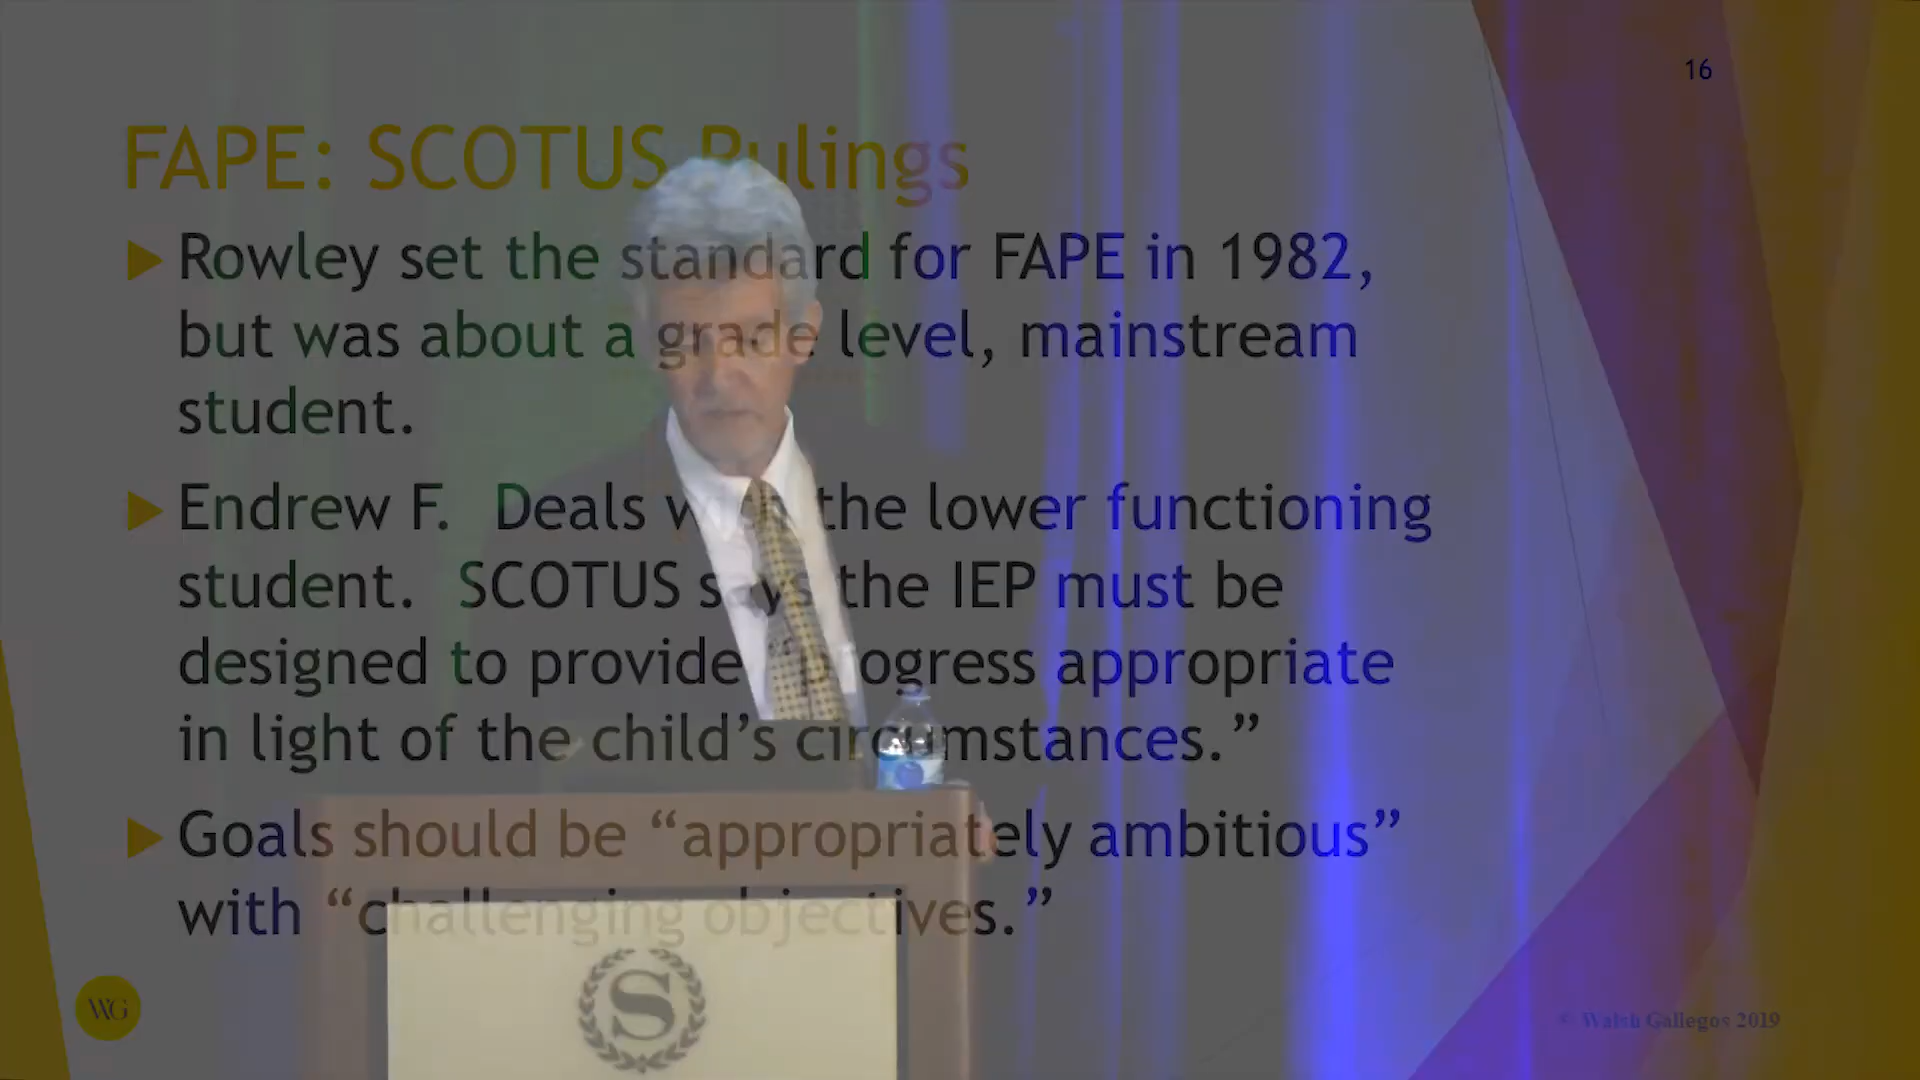 16
FAPE: SCOTUS Rulings
Rowley set the standard for FAPE in 1982,
but was about a grade level, mainstream
student.
Endrew F. Deals with the lower functioning
student. SCOTUS says the IEP must be
designed to provide “progress appropriate
in light of the child’s circumstances.”
Goals should be “appropriately ambitious”
with “challenging objectives.”
S
WG
© Walsh Gallegos 2019